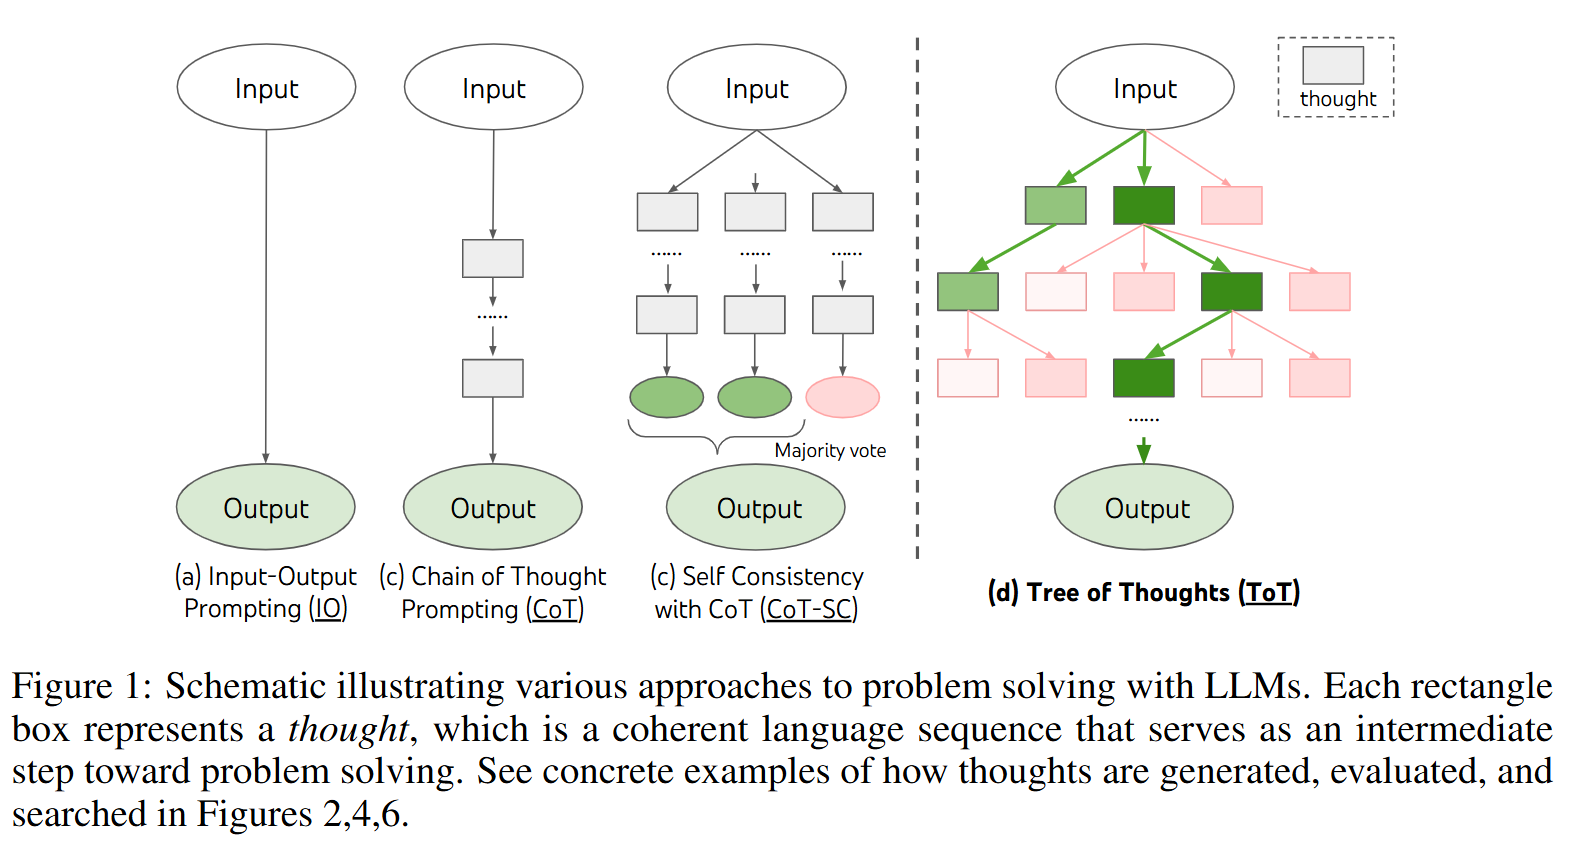 Input
Input
Input
Input
thought
......
......
......
......
......
Majority vote
Output
Output
Output
Output
(a) Input-Output
Prompting (IO)
(c) Chain of Thought
Prompting (CoT)
(c) Self Consistency
with CoT (CoT-SC)
(d) Tree of Thoughts (ToT)
Figure 1: Schematic illustrating various approaches to problem solving with LLMs. Each rectangle
box represents a thought, which is a coherent language sequence that serves as an intermediate
step toward problem solving. See concrete examples of how thoughts are generated, evaluated, and
searched in Figures 2,4,6.